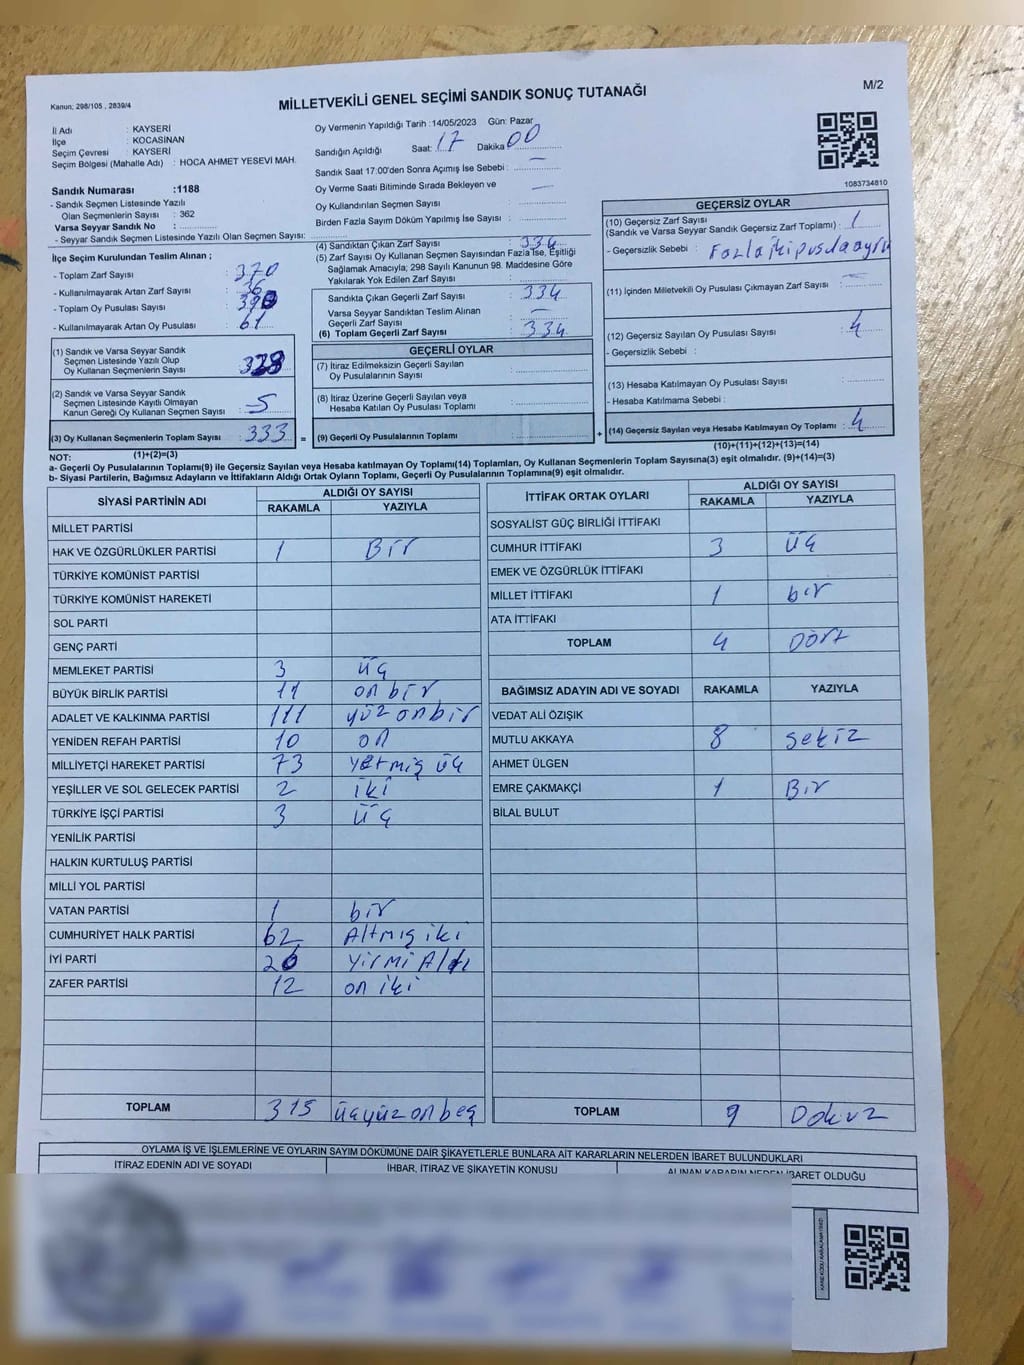 Kanun; 298/105 , 2839/4
MİLLETVEKİLİ GENEL SEÇİMİ SANDIK SONUÇ TUTANAĞI
M/2
İl Adı : KAYSERİ
İlçe : KOCASİNAN
Seçim Çevresi : KAYSERİ
Seçim Bölgesi (Mahalle Adı) : HOCA AHMET YESEVİ MAH.
Sandık Numarası :1188
- Sandık Seçmen Listesinde Yazılı
Olan Seçmenlerin Sayısı : 362
Varsa Seyyar Sandık No :
- Seyyar Sandık Seçmen Listesinde Yazılı Olan Seçmen Sayısı:
Oy Vermenin Yapıldığı Tarih :14/05/2023 Gün: Pazar
Sandığın Açıldığı Saat: 17 Dakika 00
Sandık Saat 17:00'den Sonra Açımış İse Sebebi : —
Oy Verme Saati Bitiminde Sırada Bekleyen ve —
Oy Kullandırılan Seçmen Sayısı :
Birden Fazla Sayım Döküm Yapılmış İse Sayısı :
1083734810
İlçe Seçim Kurulundan Teslim Alınan ;
- Toplam Zarf Sayısı : 370
- Kullanılmayarak Artan Zarf Sayısı : 36
- Toplam Oy Pusulası Sayısı :
- Kullanılmayarak Artan Oy Pusulası : 61
(1) Sandık ve Varsa Seyyar Sandık
Seçmen Listesinde Yazılı Olup
Oy Kullanan Seçmenlerin Sayısı :
(2) Sandık ve Varsa Seyyar Sandık
Seçmen Listesinde Kayıtlı Olmayan
Kanun Gereği Oy Kullanan Seçmen Sayısı : 5
(3) Oy Kullanan Seçmenlerin Toplam Sayısı : 333 =
(1)+(2)=(3)
(4) Sandıktan Çıkan Zarf Sayısı : 334
(5) Zarf Sayısı Oy Kullanan Seçmen Sayısından Fazla İse, Eşitliği
Sağlamak Amacıyla; 298 Sayılı Kanunun 98. Maddesine Göre
Yakılarak Yok Edilen Zarf Sayısı :
Sandıkta Çıkan Geçerli Zarf Sayısı : 334
Varsa Seyyar Sandıktan Teslim Alınan
Geçerli Zarf Sayısı : —
(6) Toplam Geçerli Zarf Sayısı : 334
GEÇERLİ OYLAR
(7) İtiraz Edilmeksizin Geçerli Sayılan
Oy Pusulalarının Sayısı :
(8) İtiraz Üzerine Geçerli Sayılan veya
Hesaba Katılan Oy Pusulası Toplamı :
(9) Geçerli Oy Pusulalarının Toplamı : +
GEÇERSİZ OYLAR
(10) Geçersiz Zarf Sayısı
(Sandık ve Varsa Seyyar Sandık Geçersiz Zarf Toplamı) : 1
- Geçersizlik Sebebi : Fazla iki pusula ayrı
(11) İçinden Milletvekili Oy Pusulası Çıkmayan Zarf Sayısı : —
(12) Geçersiz Sayılan Oy Pusulası Sayısı : 4
- Geçersizlik Sebebi :
(13) Hesaba Katılmayan Oy Pusulası Sayısı :
- Hesaba Katılmama Sebebi :
(14) Geçersiz Sayılan veya Hesaba Katılmayan Oy Toplamı : 4
(10)+(11)+(12)+(13)=(14)
NOT:
a- Geçerli Oy Pusulalarının Toplamı(9) ile Geçersiz Sayılan veya Hesaba katılmayan Oy Toplamı(14) Toplamları, Oy Kullanan Seçmenlerin Toplam Sayısına(3) eşit olmalıdır. (9)+(14)=(3)
b- Siyasi Partilerin, Bağımsız Adayların ve İttifakların Aldığı Ortak Oyların Toplamı, Geçerli Oy Pusulalarının Toplamına(9) eşit olmalıdır.
SİYASİ PARTİNİN ADI ALDIĞI OY SAYISI
RAKAMLA YAZIYLA
MİLLET PARTİSİ
HAK VE ÖZGÜRLÜKLER PARTİSİ 1 Bir
TÜRKİYE KOMÜNİST PARTİSİ
TÜRKİYE KOMÜNİST HAREKETİ
SOL PARTİ
GENÇ PARTİ
MEMLEKET PARTİSİ 3 üç
BÜYÜK BİRLİK PARTİSİ 11 on bir
ADALET VE KALKINMA PARTİSİ 111 yüz onbir
YENİDEN REFAH PARTİSİ 10 on
MİLLİYETÇİ HAREKET PARTİSİ 73 yetmiş üç
YEŞİLLER VE SOL GELECEK PARTİSİ 2 iki
TÜRKİYE İŞÇİ PARTİSİ 3 üç
YENİLİK PARTİSİ
HALKIN KURTULUŞ PARTİSİ
MİLLİ YOL PARTİSİ
VATAN PARTİSİ 1 bir
CUMHURİYET HALK PARTİSİ 62 Altmış iki
İYİ PARTİ 26 Yirmi Altı
ZAFER PARTİSİ 12 on iki
TOPLAM 315 üçyüz onbeş
İTTİFAK ORTAK OYLARI ALDIĞI OY SAYISI
RAKAMLA YAZIYLA
SOSYALİST GÜÇ BİRLİĞİ İTTİFAKI
CUMHUR İTTİFAKI 3 üç
EMEK VE ÖZGÜRLÜK İTTİFAKI
MİLLET İTTİFAKI 1 bir
ATA İTTİFAKI
TOPLAM 4 Dört
BAĞIMSIZ ADAYIN ADI VE SOYADI RAKAMLA YAZIYLA
VEDAT ALİ ÖZIŞIK
MUTLU AKKAYA 8 sekiz
AHMET ÜLGEN
EMRE ÇAKMAKÇİ 1 Bir
BİLAL BULUT
TOPLAM 9 Dokuz
OYLAMA İŞ VE İŞLEMLERİNE VE OYLARIN SAYIM DÖKÜMÜNE DAİR ŞİKAYETLERLE BUNLARA AİT KARARLARIN NELERDEN İBARET BULUNDUKLARI
İTİRAZ EDENİN ADI VE SOYADI İHBAR, İTİRAZ VE ŞİKAYETİN KONUSU ALINAN KARARIN NEDEN İBARET OLDUĞU